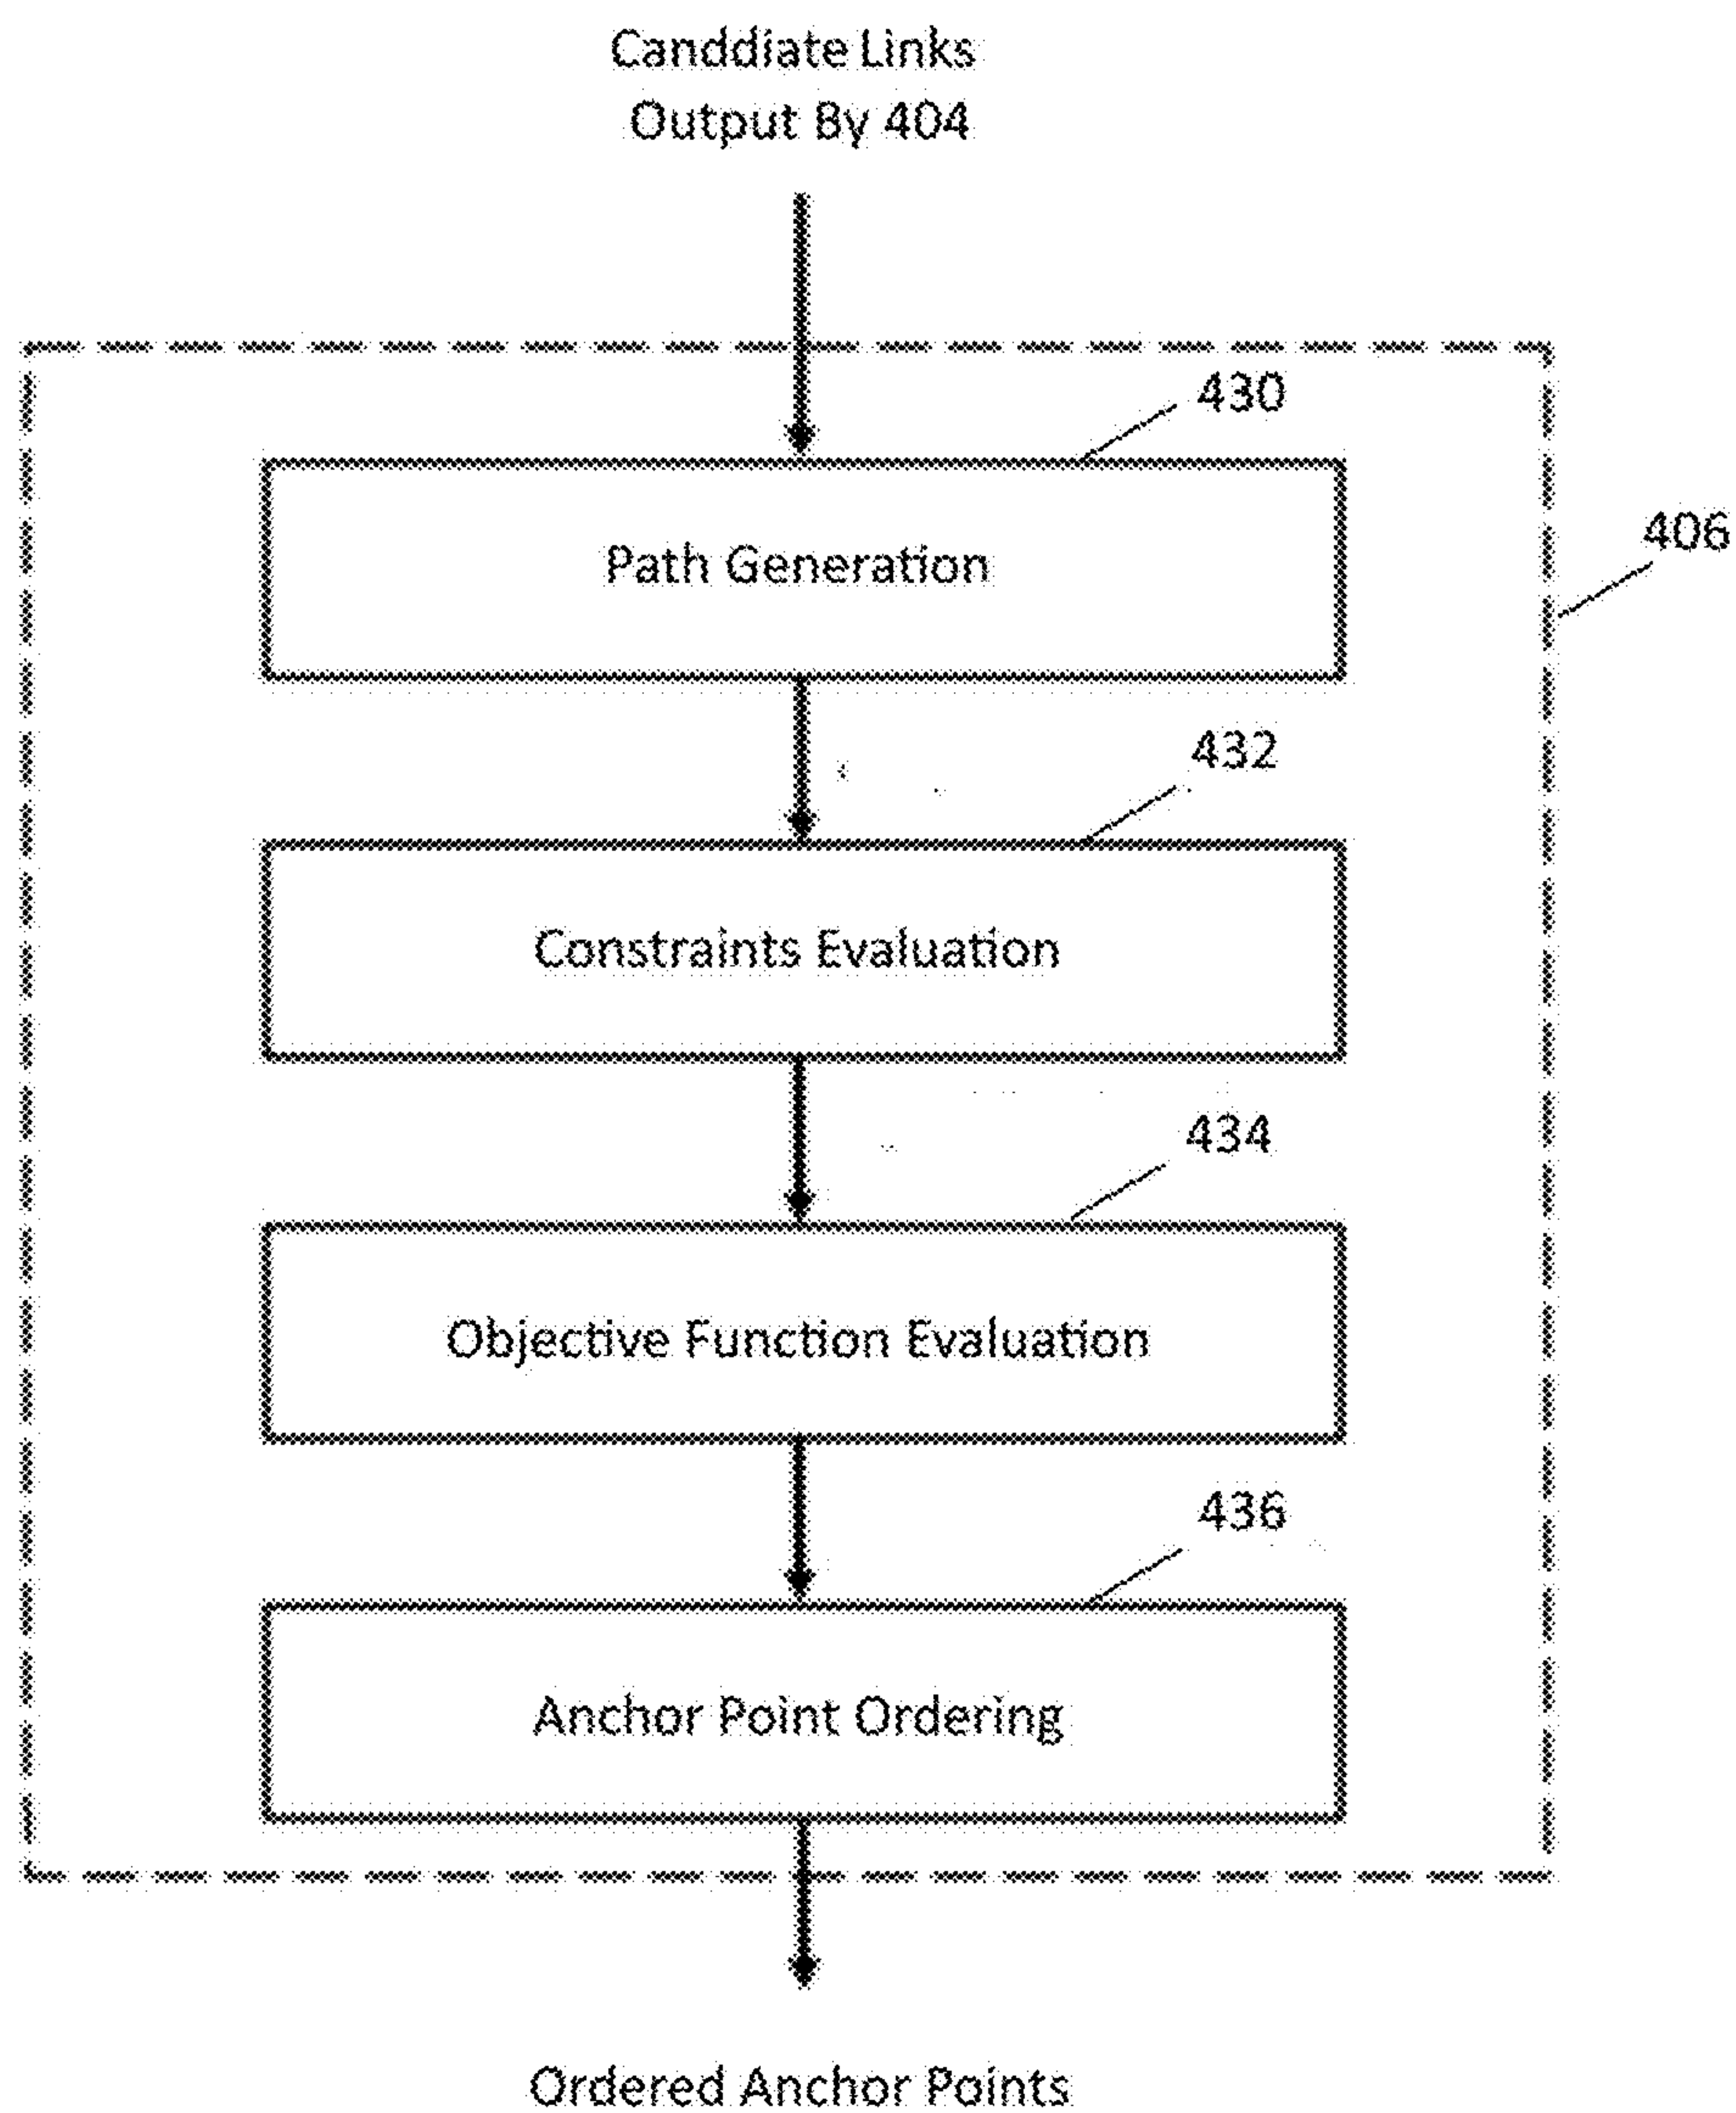 Canddiate Links
Output By 404
430
406
Path Generation
432
Constraints Evaluation
434
Objective Function Evaluation
436
Anchor Point Ordering
Ordered Anchor Points